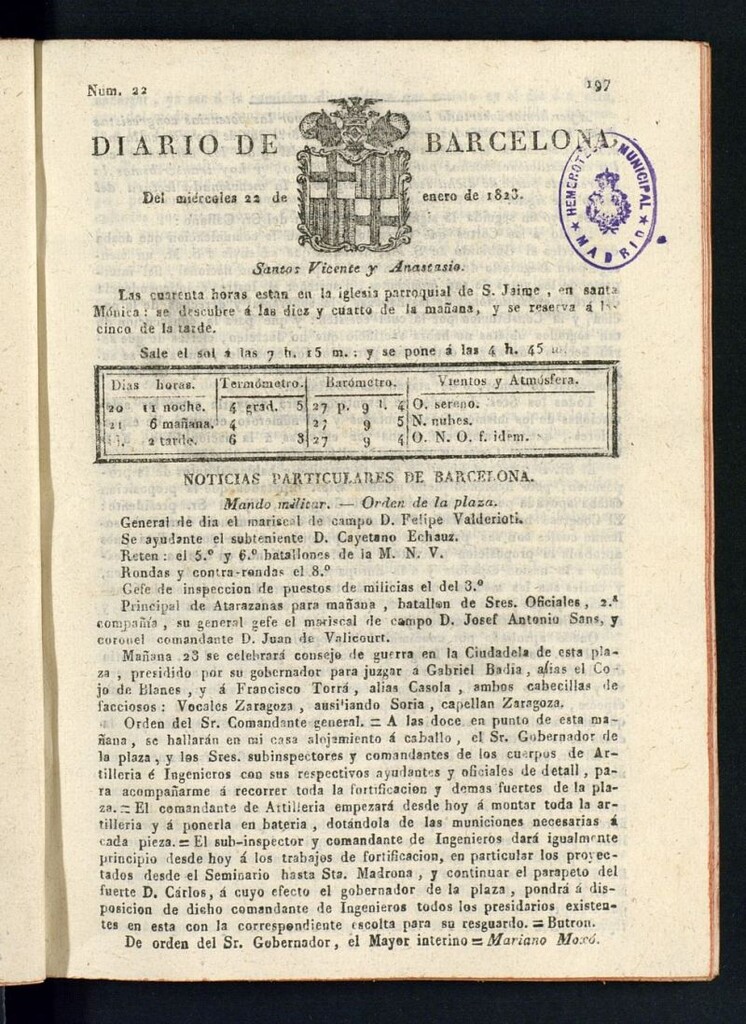 Num. 22
197
DIARIO DE BARCELONA,
Del miércoles 22 de enero de 1823.
HEMEROTECA MUNICIPAL
★ MADRID ★
Santos Vicente y Anastasio.
Las cuarenta horas estan en la iglesia parroquial de S. Jaime, en santa
Mónica: se descubre á las diez y cuarto de la mañana, y se reserva á las
cinco de la tarde.
Sale el sol á las 7 h. 15 m.: y se pone á las 4 h. 45 m.
Dias horas. Termómetro. Barómetro. Vientos y Atmósfera.
20 11 noche. 4 grad. 5 27 p. 9 l. 4 O. sereno.
21 6 mañana. 4 27 9 5 N. nubes.
id. 2 tarde. 6 3 27 9 4 O. N. O. f. idem.
NOTICIAS PARTICULARES DE BARCELONA.
Mando militar. — Orden de la plaza.
General de dia el mariscal de campo D. Felipe Valderioti.
Se ayudante el subteniente D. Cayetano Echauz.
Reten: el 5.º y 6.º batallones de la M. N. V.
Rondas y contra-rondas el 8.º
Gefe de inspeccion de puestos de milicias el del 3.º
Principal de Atarazanas para mañana, batallon de Sres. Oficiales, 2.ª
compañía, su general gefe el mariscal de campo D. Josef Antonio Sans, y
coronel comandante D. Juan de Valicourt.
Mañana 23 se celebrará consejo de guerra en la Ciudadela de esta pla-
za, presidido por su gobernador para juzgar a Gabriel Badia, alias el Co-
jo de Blanes, y á Francisco Torrá, alias Casola, ambos cabecillas de
facciosos: Vocales Zaragoza, ausiliando Soria, capellan Zaragoza.
Orden del Sr. Comandante general. = A las doce en punto de esta ma-
ñana, se hallarán en mi casa alojamiento á caballo, el Sr. Gobernador de
la plaza, y los Sres. subinspectores y comandantes de los cuerpos de Ar-
tilleria é Ingenieros con sus respectivos ayudantes y oficiales de detall, pa-
ra acompañarme á recorrer toda la fortificacion y demas fuertes de la pla-
za. = El comandante de Artilleria empezará desde hoy á montar toda la ar-
tilleria y á ponerla en bateria, dotándola de las municiones necesarias á
cada pieza. = El sub-inspector y comandante de Ingenieros dará igualmente
principio desde hoy á los trabajos de fortificacion, en particular los proyec-
tados desde el Seminario hasta Sta. Madrona, y continuar el parapeto del
fuerte D. Cárlos, á cuyo efecto el gobernador de la plaza, pondrá á dis-
posicion de dicho comandante de Ingenieros todos los presidarios existen-
tes en esta con la correspondiente escolta para su resguardo. = Butron.
De orden del Sr. Gobernador, el Mayor interino = Mariano Moxó.